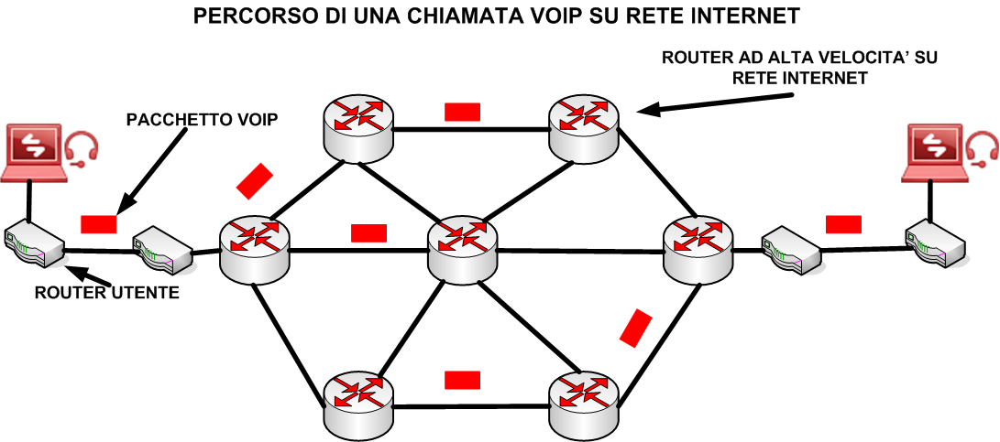 PERCORSO DI UNA CHIAMATA VOIP SU RETE INTERNET
ROUTER AD ALTA VELOCITA' SU
RETE INTERNET
PACCHETTO VOIP
ROUTER UTENTE